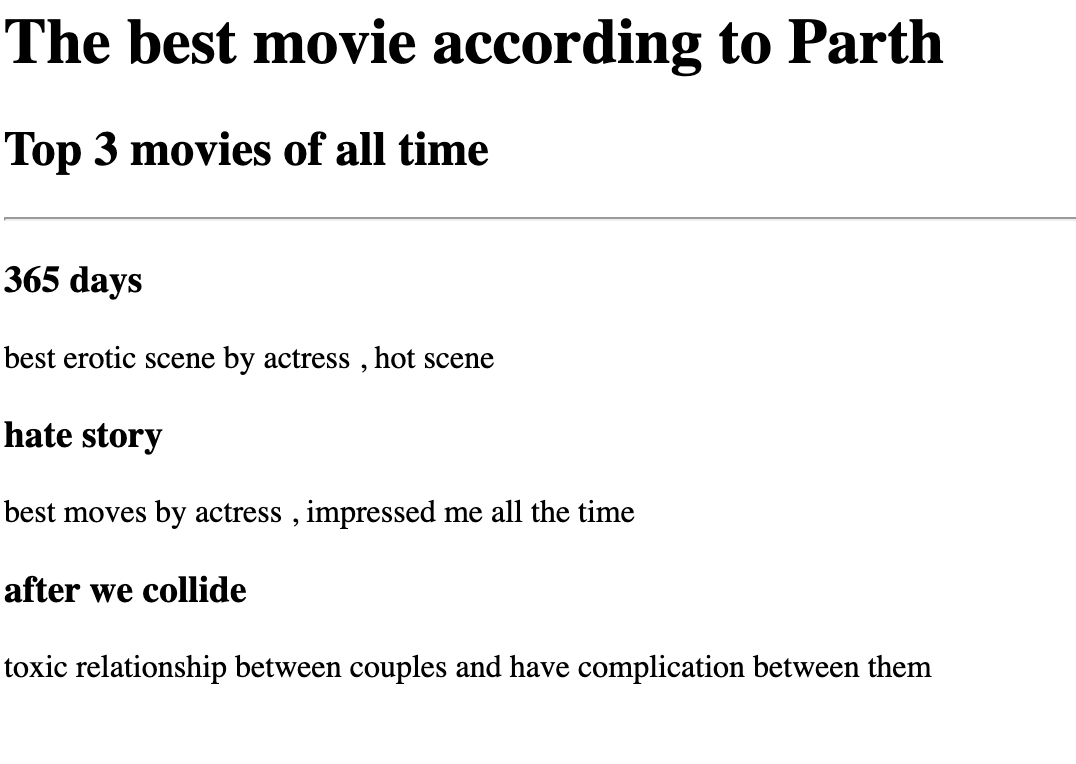 The best movie according to Parth
Top 3 movies of all time
365 days
best erotic scene by actress , hot scene
hate story
best moves by actress , impressed me all the time
after we collide
toxic relationship between couples and have complication between them